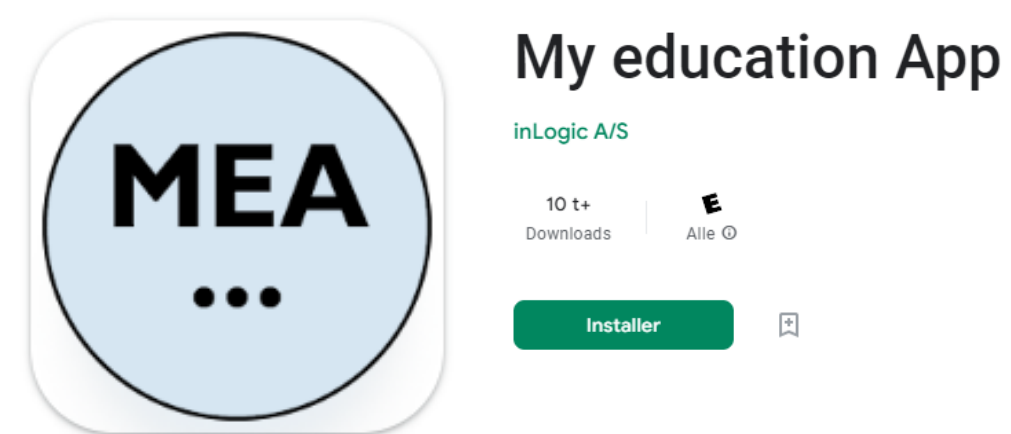 MEA
My education App
inLogic A/S
10 t+
Downloads
E
Alle
Installer